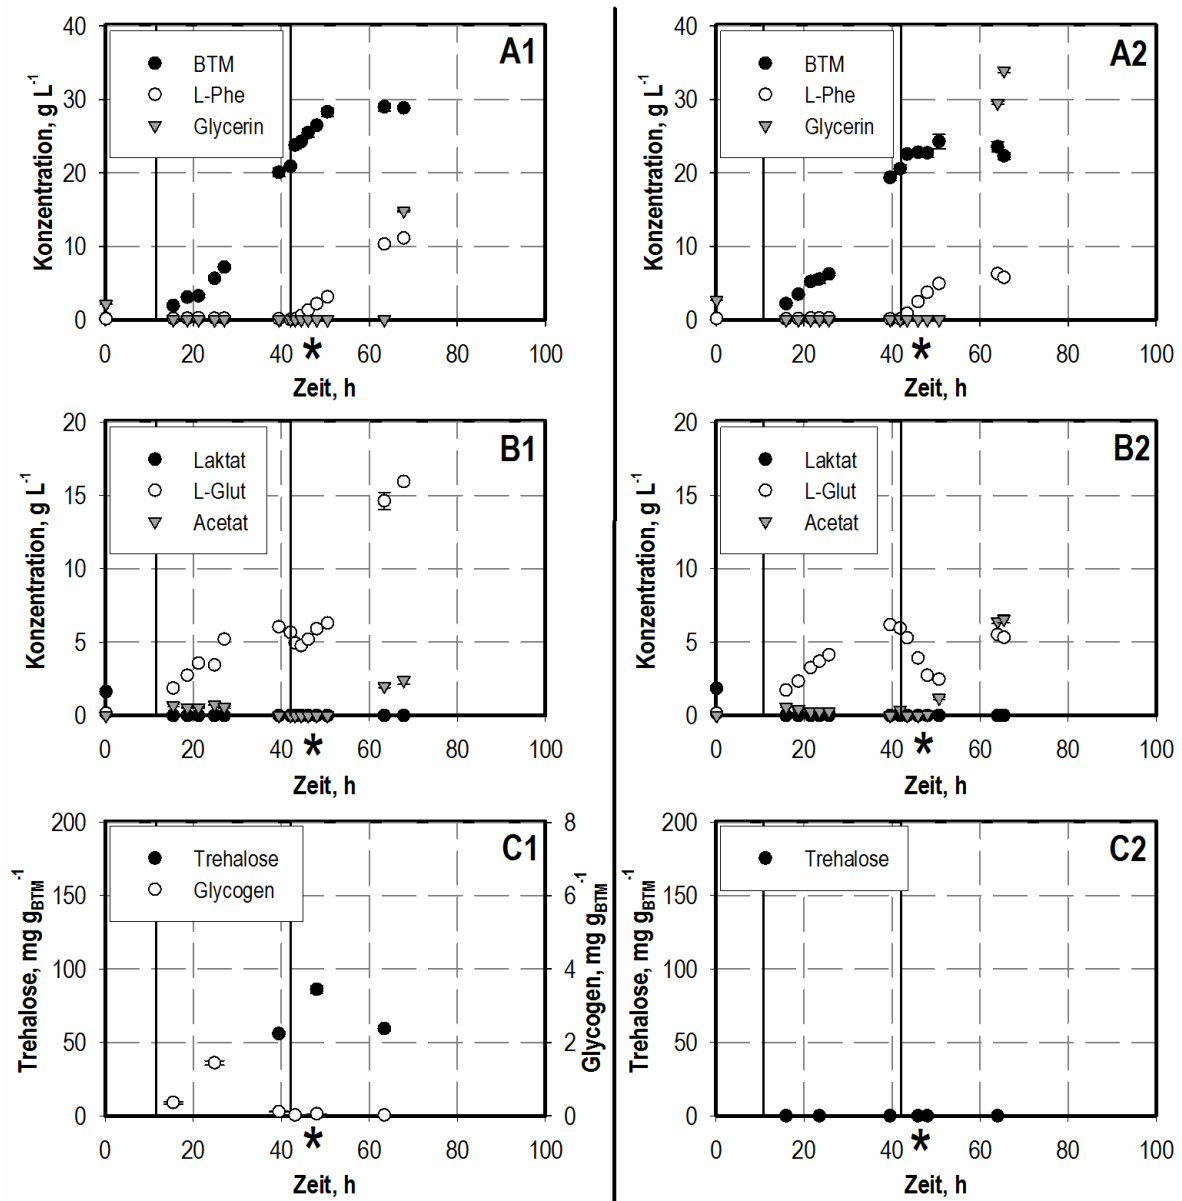 A1
BTM
L-Phe
Glycerin
Konzentration, g L⁻¹
40
30
20
10
0
0 20 40 60 80 100
*
Zeit, h
A2
BTM
L-Phe
Glycerin
Konzentration, g L⁻¹
40
30
20
10
0
0 20 40 60 80 100
*
Zeit, h
B1
Laktat
L-Glut
Acetat
Konzentration, g L⁻¹
20
15
10
5
0
0 20 40 60 80 100
*
Zeit, h
B2
Laktat
L-Glut
Acetat
Konzentration, g L⁻¹
20
15
10
5
0
0 20 40 60 80 100
*
Zeit, h
C1
Trehalose
Glycogen
Trehalose, mg g_BTM⁻¹
200
150
100
50
0
Glycogen, mg g_BTM⁻¹
8
6
4
2
0
0 20 40 60 80 100
*
Zeit, h
C2
Trehalose
Trehalose, mg g_BTM⁻¹
200
150
100
50
0
0 20 40 60 80 100
*
Zeit, h